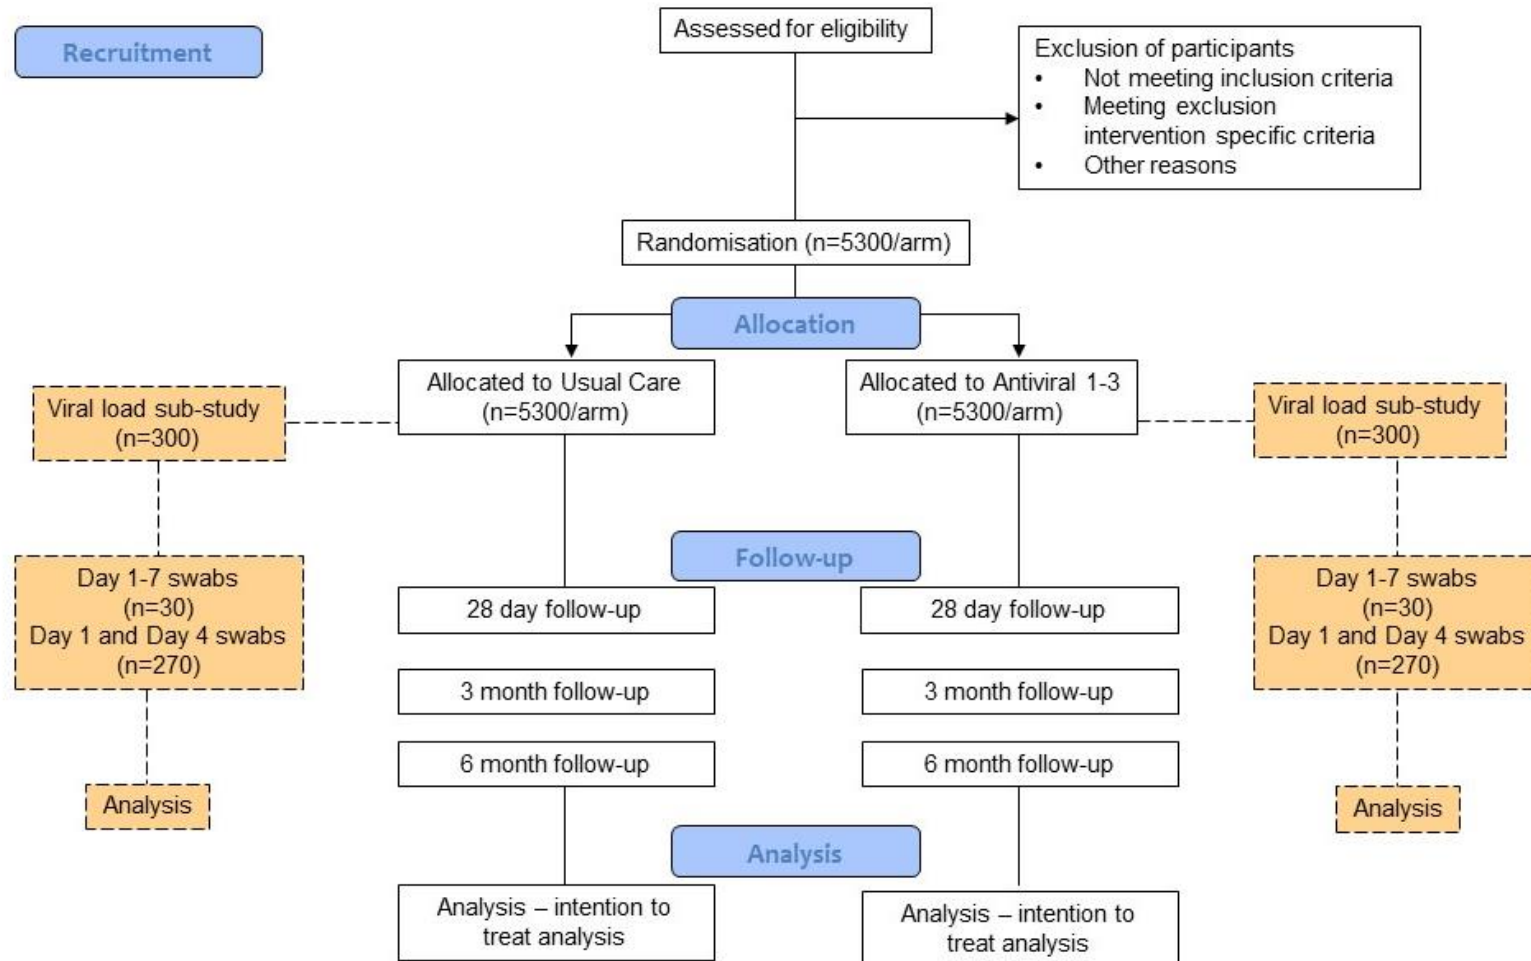 Recruitment
Assessed for eligibility
Exclusion of participants
• Not meeting inclusion criteria
• Meeting exclusion
intervention specific criteria
• Other reasons
Randomisation (n=5300/arm)
Allocation
Allocated to Usual Care
(n=5300/arm)
Allocated to Antiviral 1-3
(n=5300/arm)
Viral load sub-study
(n=300)
Viral load sub-study
(n=300)
Follow-up
Day 1-7 swabs
(n=30)
Day 1 and Day 4 swabs
(n=270)
28 day follow-up
28 day follow-up
Day 1-7 swabs
(n=30)
Day 1 and Day 4 swabs
(n=270)
3 month follow-up
3 month follow-up
6 month follow-up
6 month follow-up
Analysis
Analysis
Analysis
Analysis – intention to
treat analysis
Analysis – intention to
treat analysis